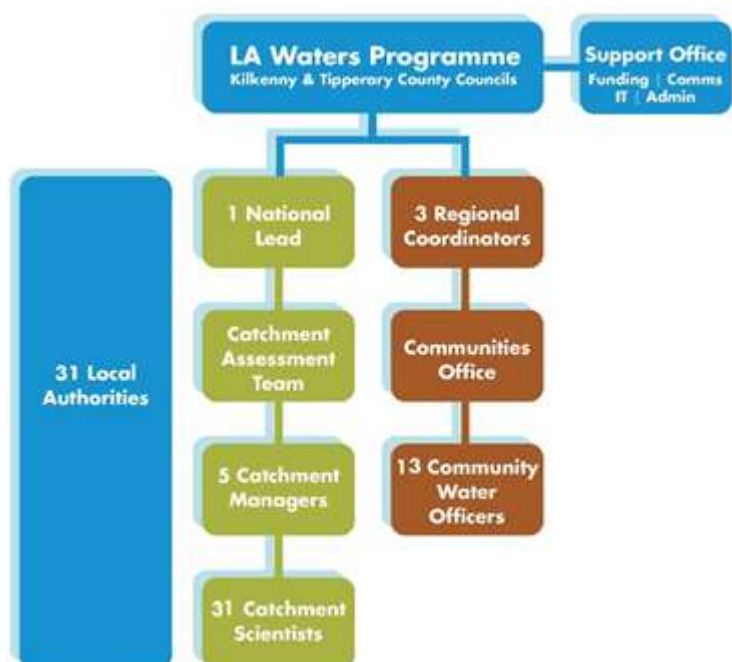 LA Waters Programme
Kilkenny & Tipperary County Councils
Support Office
Funding | Comms
IT | Admin
31 Local
Authorities
1 National
Lead
3 Regional
Coordinators
Catchment
Assessment
Team
Communities
Office
5 Catchment
Managers
13 Community
Water
Officers
31 Catchment
Scientists